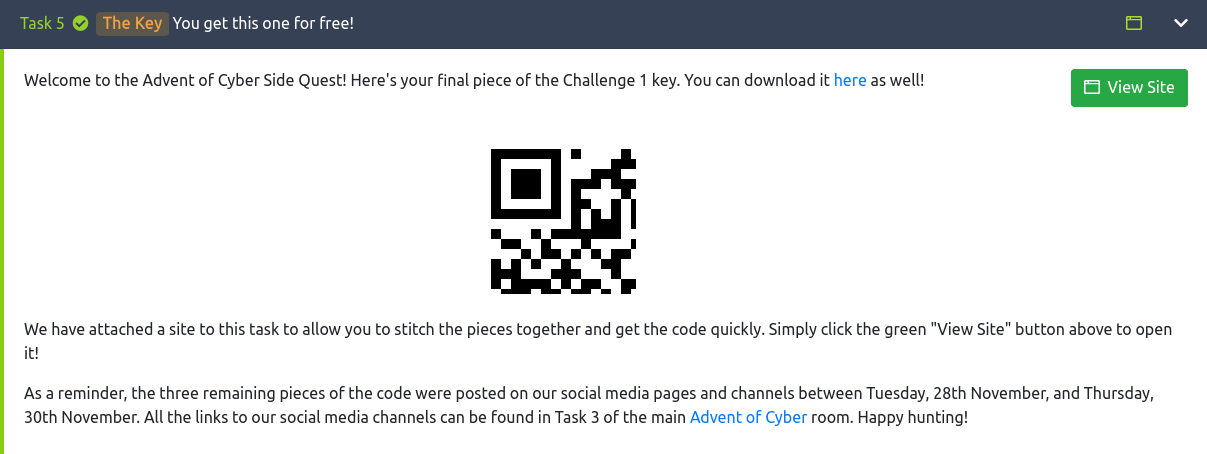 Task 5 The Key You get this one for free!
Welcome to the Advent of Cyber Side Quest! Here's your final piece of the Challenge 1 key. You can download it here as well!
View Site
We have attached a site to this task to allow you to stitch the pieces together and get the code quickly. Simply click the green "View Site" button above to open
it!
As a reminder, the three remaining pieces of the code were posted on our social media pages and channels between Tuesday, 28th November, and Thursday,
30th November. All the links to our social media channels can be found in Task 3 of the main Advent of Cyber room. Happy hunting!